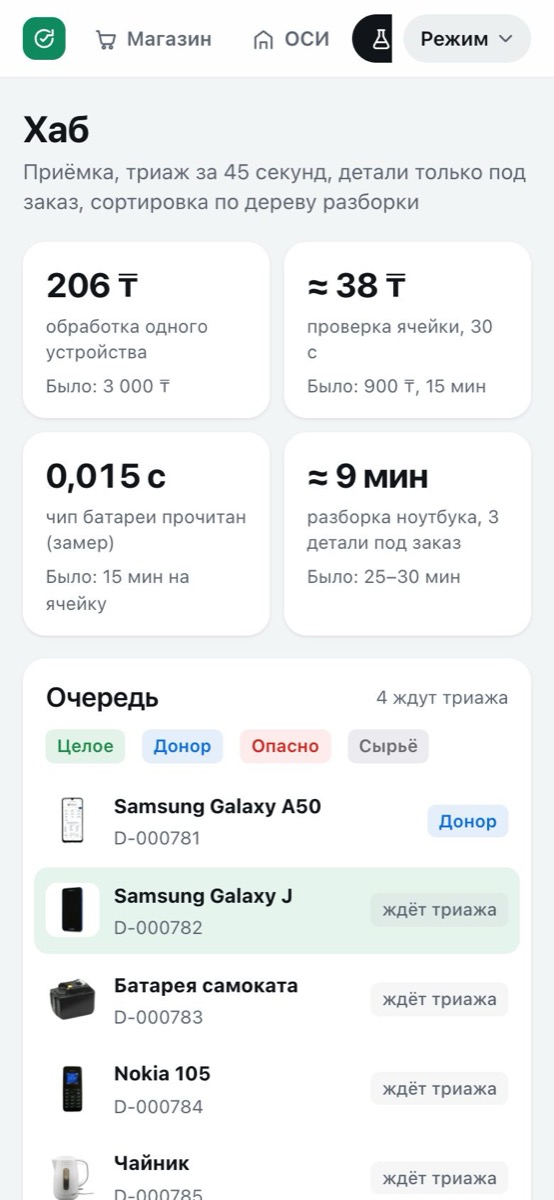 Магазин
ОСИ
Режим
Хаб
Приёмка, триаж за 45 секунд, детали только под
заказ, сортировка по дереву разборки
206 ₸
обработка одного
устройства
Было: 3 000 ₸
≈ 38 ₸
проверка ячейки, 30
с
Было: 900 ₸, 15 мин
0,015 с
чип батареи прочитан
(замер)
Было: 15 мин на
ячейку
≈ 9 мин
разборка ноутбука, 3
детали под заказ
Было: 25–30 мин
Очередь
4 ждут триажа
Целое
Донор
Опасно
Сырьё
Samsung Galaxy A50
D-000781
Донор
Samsung Galaxy J
D-000782
ждёт триажа
Батарея самоката
D-000783
ждёт триажа
Nokia 105
D-000784
ждёт триажа
Чайник
D-000785
ждёт триажа